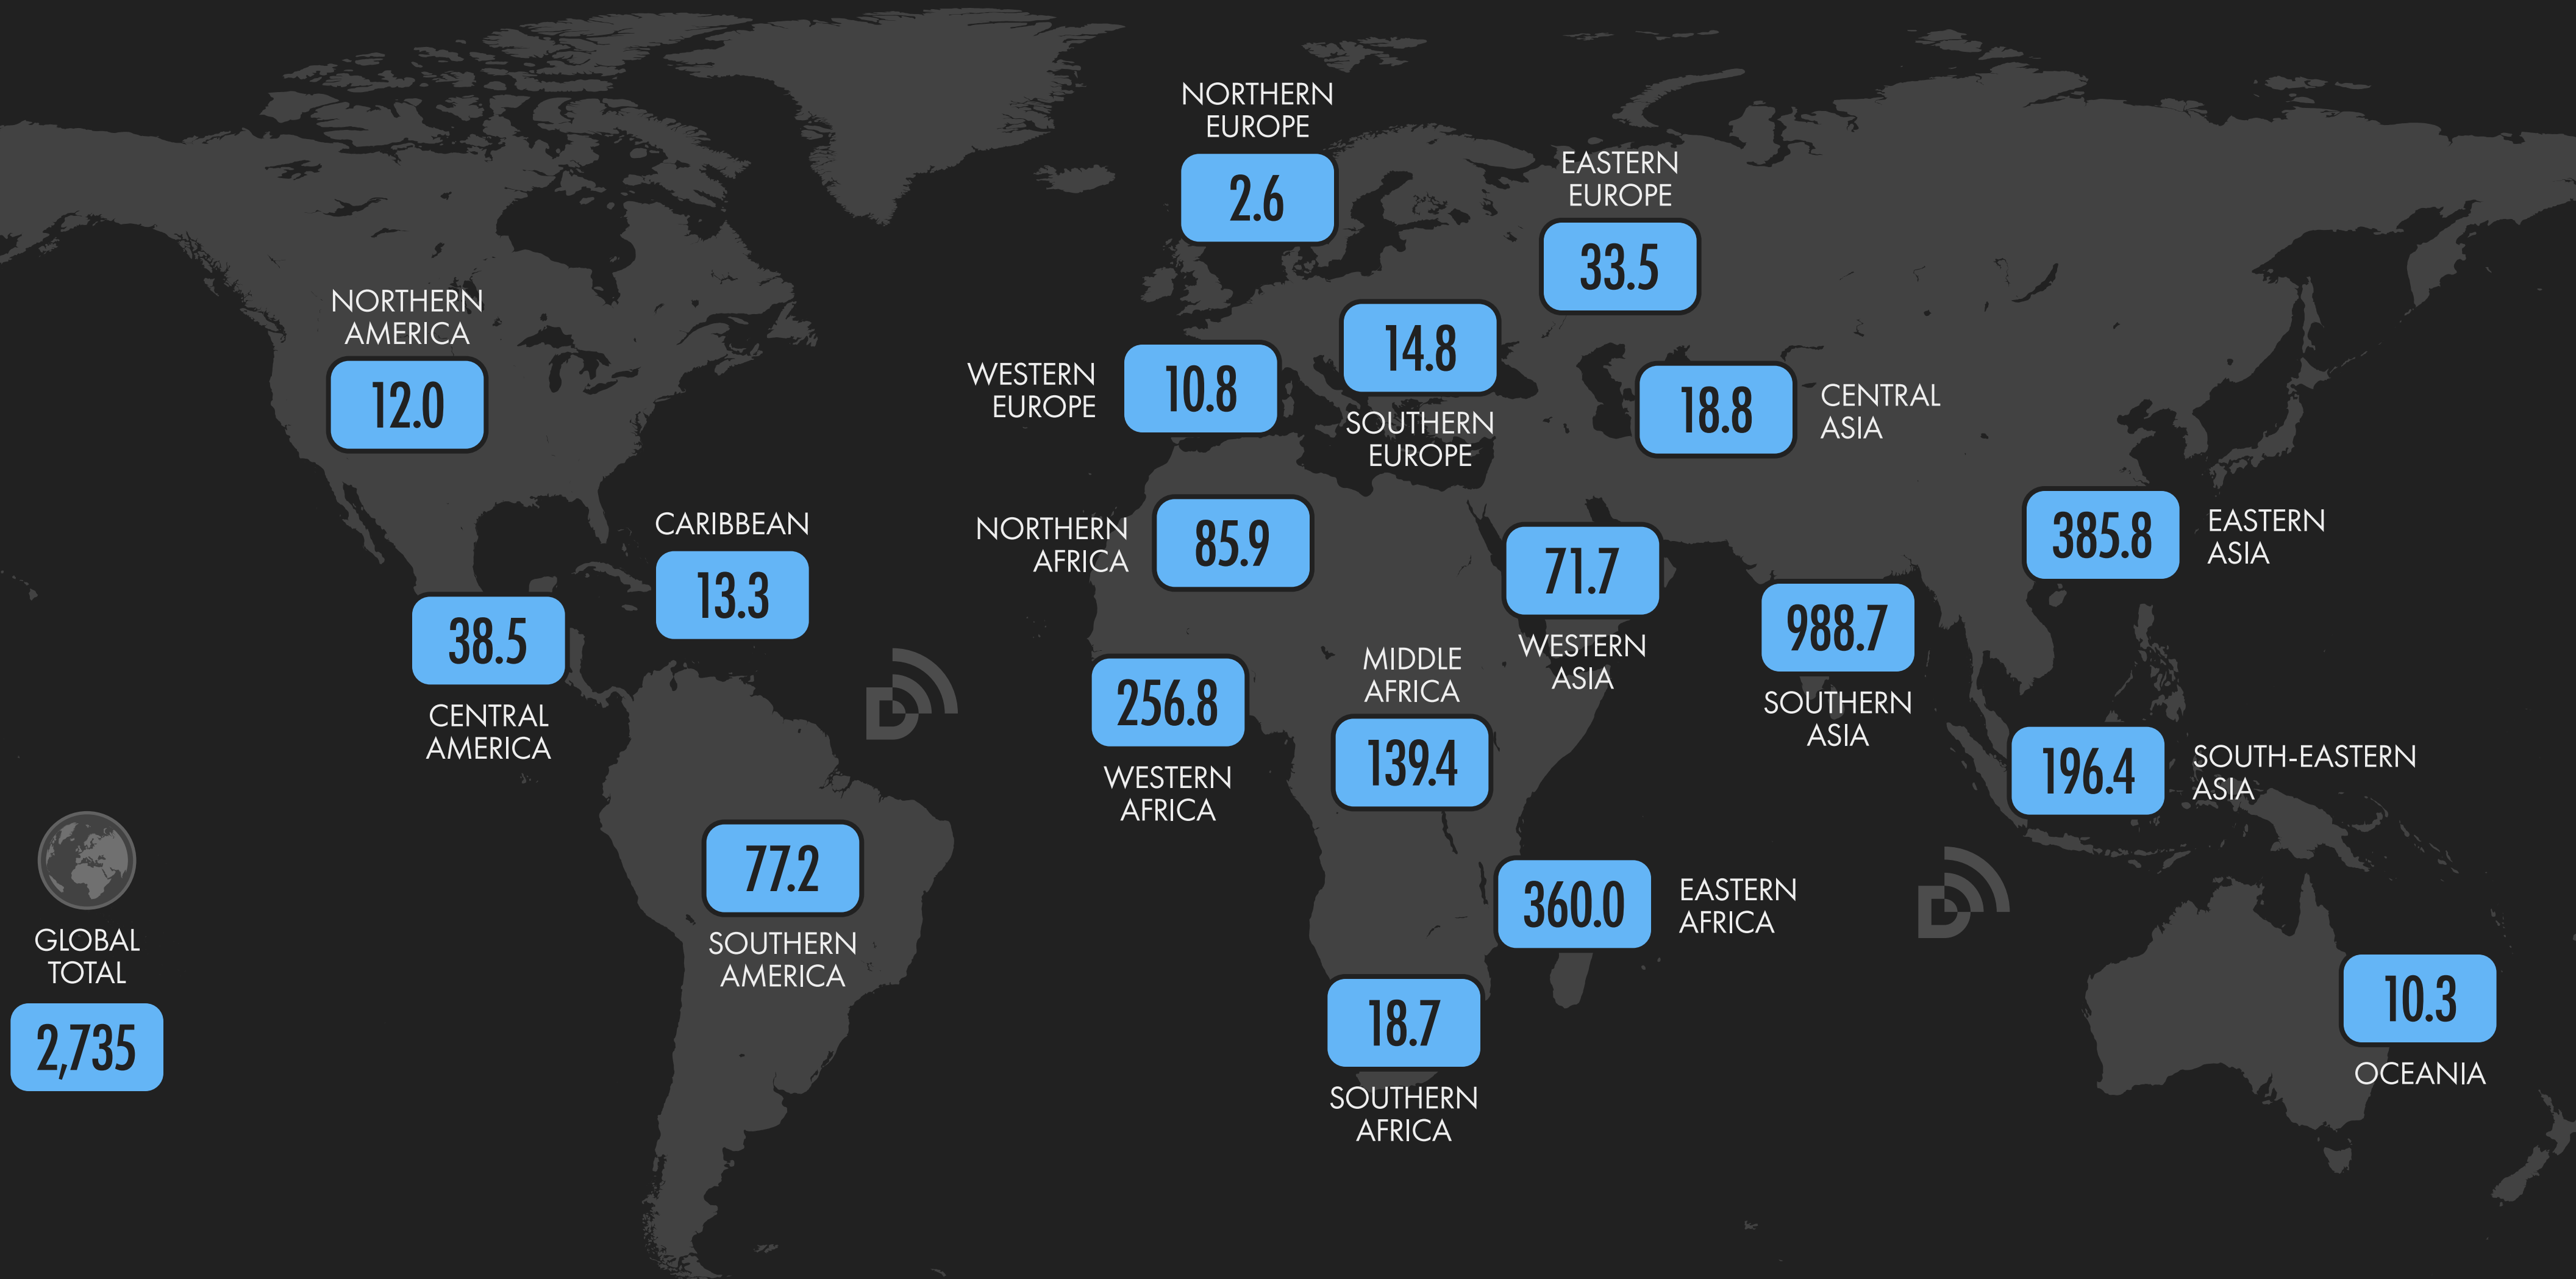 NORTHERN
EUROPE
2.6
EASTERN
EUROPE
33.5
NORTHERN
AMERICA
12.0
WESTERN
EUROPE
10.8
14.8
SOUTHERN
EUROPE
18.8
CENTRAL
ASIA
CARIBBEAN
13.3
NORTHERN
AFRICA
85.9
71.7
WESTERN
ASIA
385.8
EASTERN
ASIA
38.5
CENTRAL
AMERICA
988.7
SOUTHERN
ASIA
256.8
WESTERN
AFRICA
MIDDLE
AFRICA
139.4
196.4
SOUTH-EASTERN
ASIA
77.2
SOUTHERN
AMERICA
360.0
EASTERN
AFRICA
GLOBAL
TOTAL
2,735
18.7
SOUTHERN
AFRICA
10.3
OCEANIA